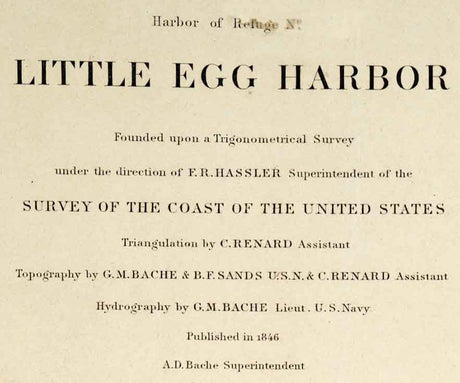 Harbor of Refuge No.
LITTLE EGG HARBOR
Founded upon a Trigonometrical Survey
under the direction of F.R.HASSLER Superintendent of the
SURVEY OF THE COAST OF THE UNITED STATES
Triangulation by C.RENARD Assistant
Topography by G.M.BACHE & B.F.SANDS U.S.N.& C.RENARD Assistant
Hydrography by G.M.BACHE Lieut. U.S.Navy
Published in 1846
A.D.Bache Superintendent